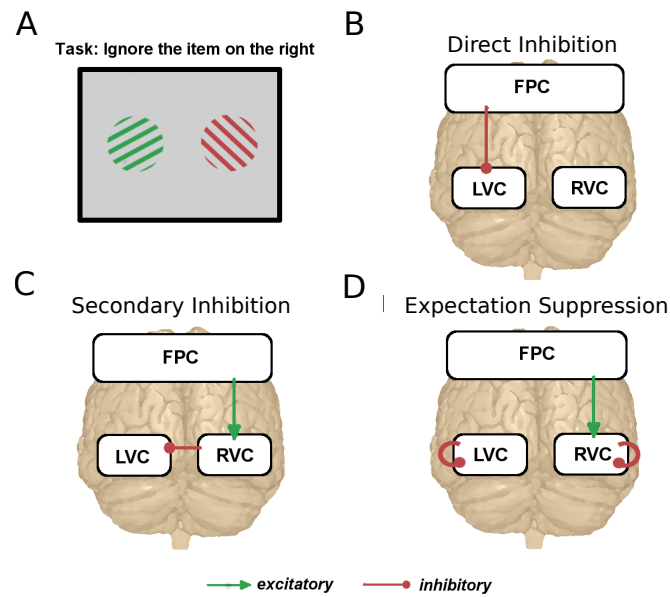 A
Task: Ignore the item on the right
B
Direct Inhibition
FPC
LVC
RVC
C
Secondary Inhibition
FPC
LVC
RVC
D
Expectation Suppression
FPC
LVC
RVC
excitatory
inhibitory